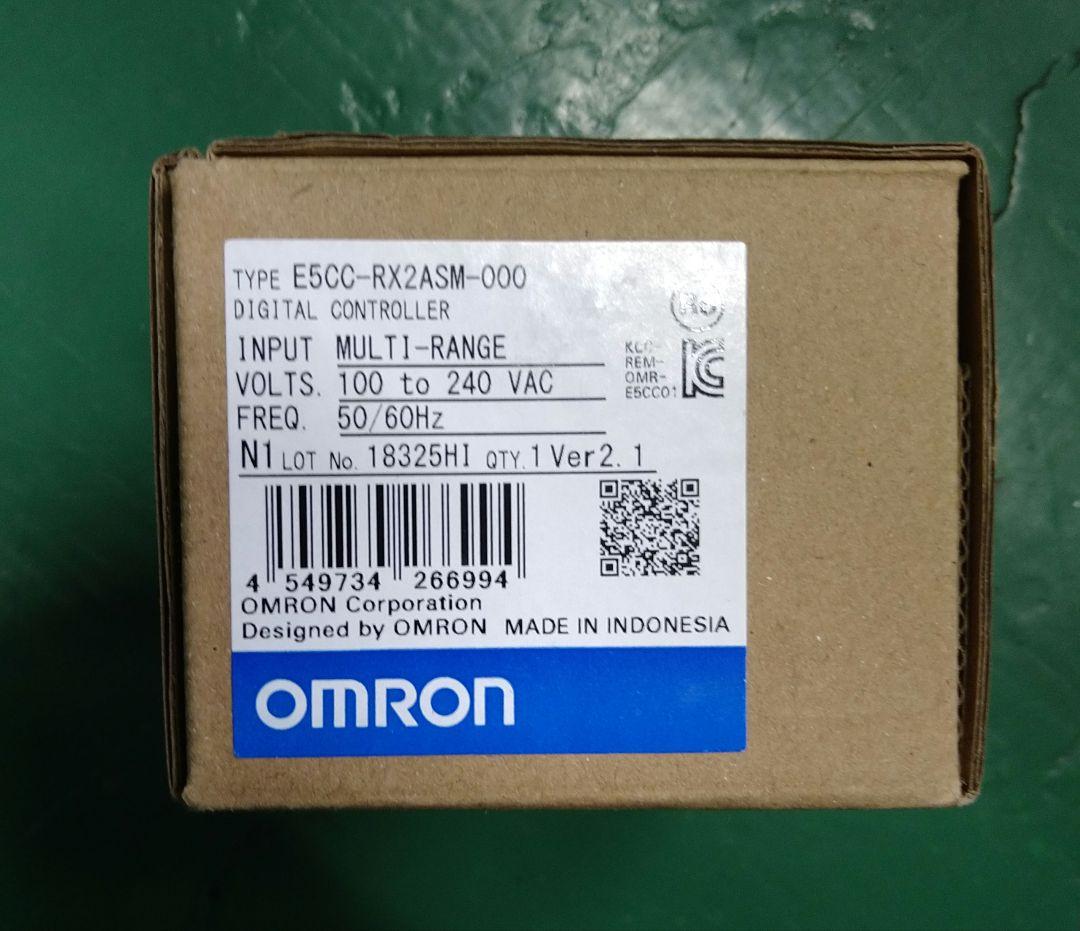 TYPE E5CC-RX2ASM-000
DIGITAL CONTROLLER
INPUT MULTI-RANGE
VOLTS. 100 to 240 VAC
FREQ. 50/60Hz
KCC-
REM-
OMR-
E5CC01
N1 LOT No. 18325HI QTY. 1 Ver2.1
4 549734 266994
OMRON Corporation
Designed by OMRON MADE IN INDONESIA
OMRON